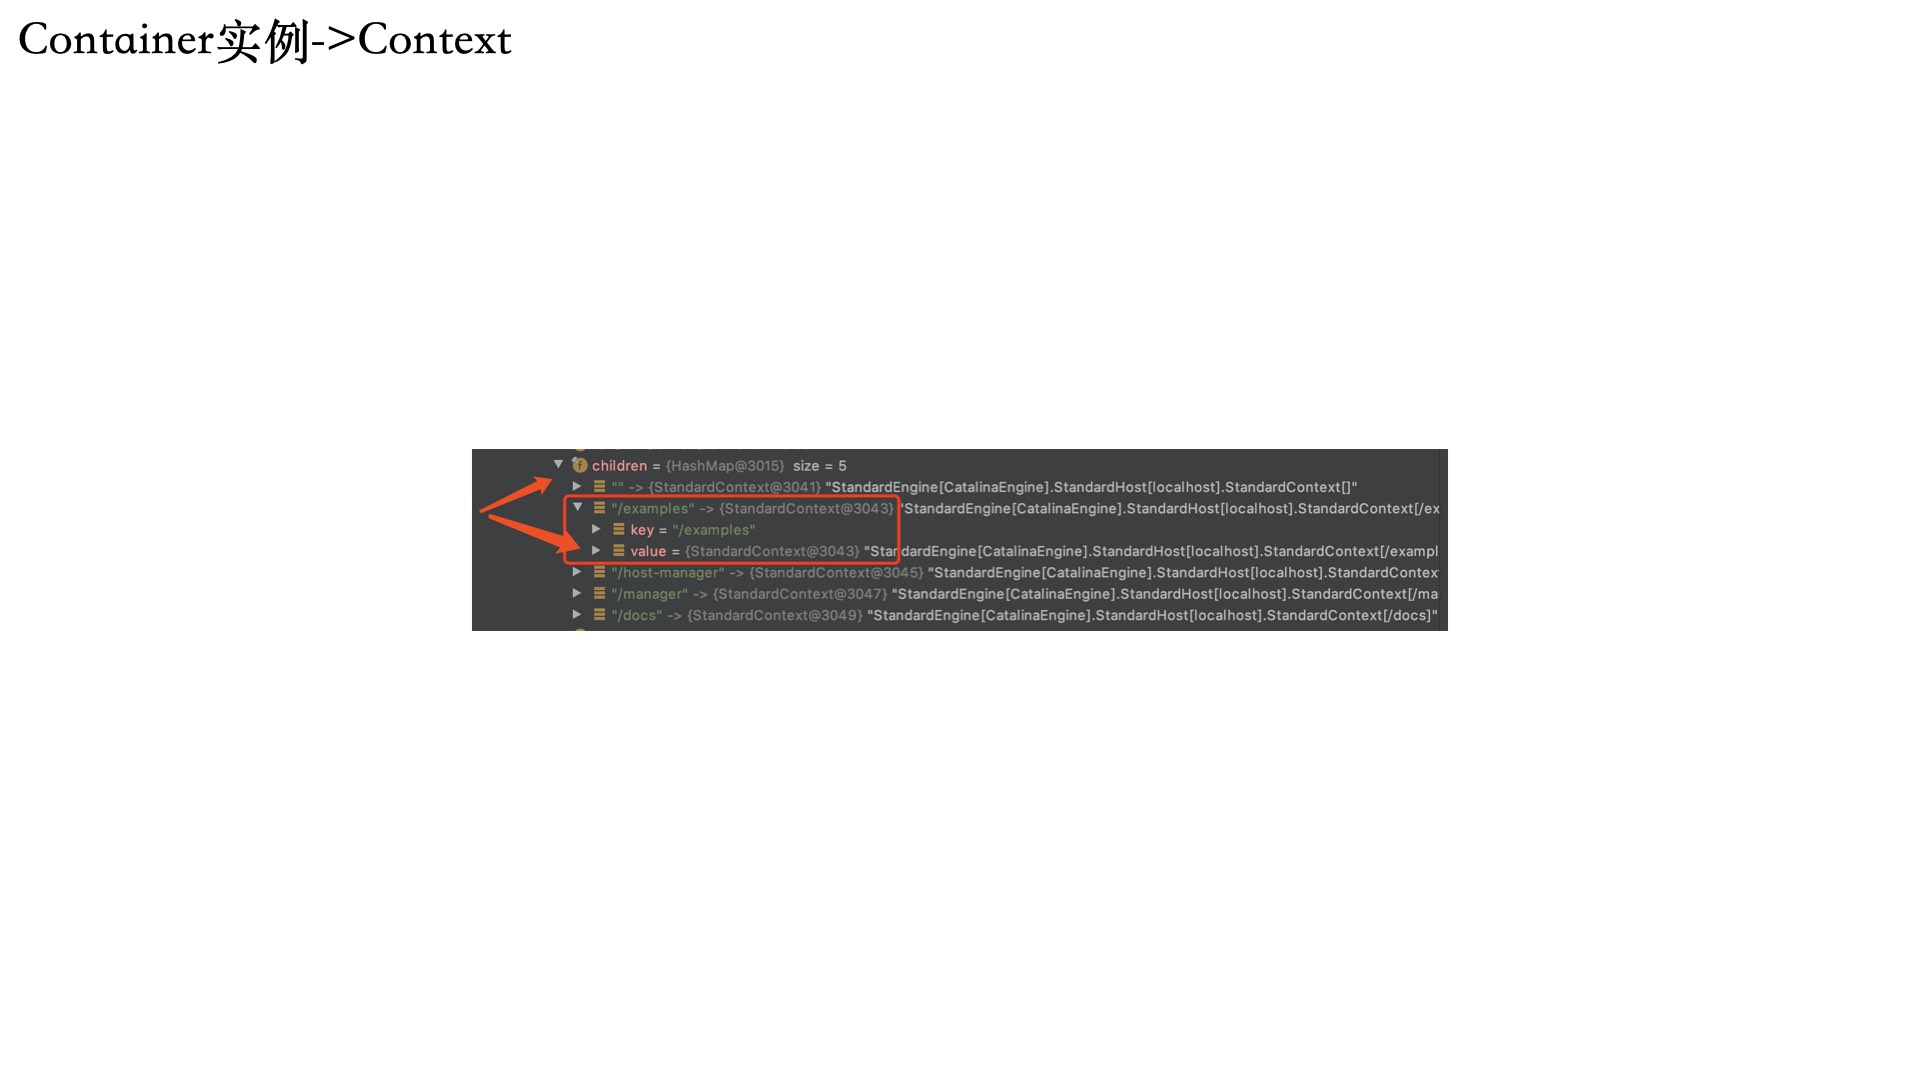 Container实例->Context
children = {HashMap@3015} size = 5
"" -> {StandardContext@3041} "StandardEngine[CatalinaEngine].StandardHost[localhost].StandardContext[]"
"/examples" -> {StandardContext@3043} "StandardEngine[CatalinaEngine].StandardHost[localhost].StandardContext[/ex
key = "/examples"
value = {StandardContext@3043} "StandardEngine[CatalinaEngine].StandardHost[localhost].StandardContext[/exampl
"/host-manager" -> {StandardContext@3045} "StandardEngine[CatalinaEngine].StandardHost[localhost].StandardContex
"/manager" -> {StandardContext@3047} "StandardEngine[CatalinaEngine].StandardHost[localhost].StandardContext[/ma
"/docs" -> {StandardContext@3049} "StandardEngine[CatalinaEngine].StandardHost[localhost].StandardContext[/docs]"